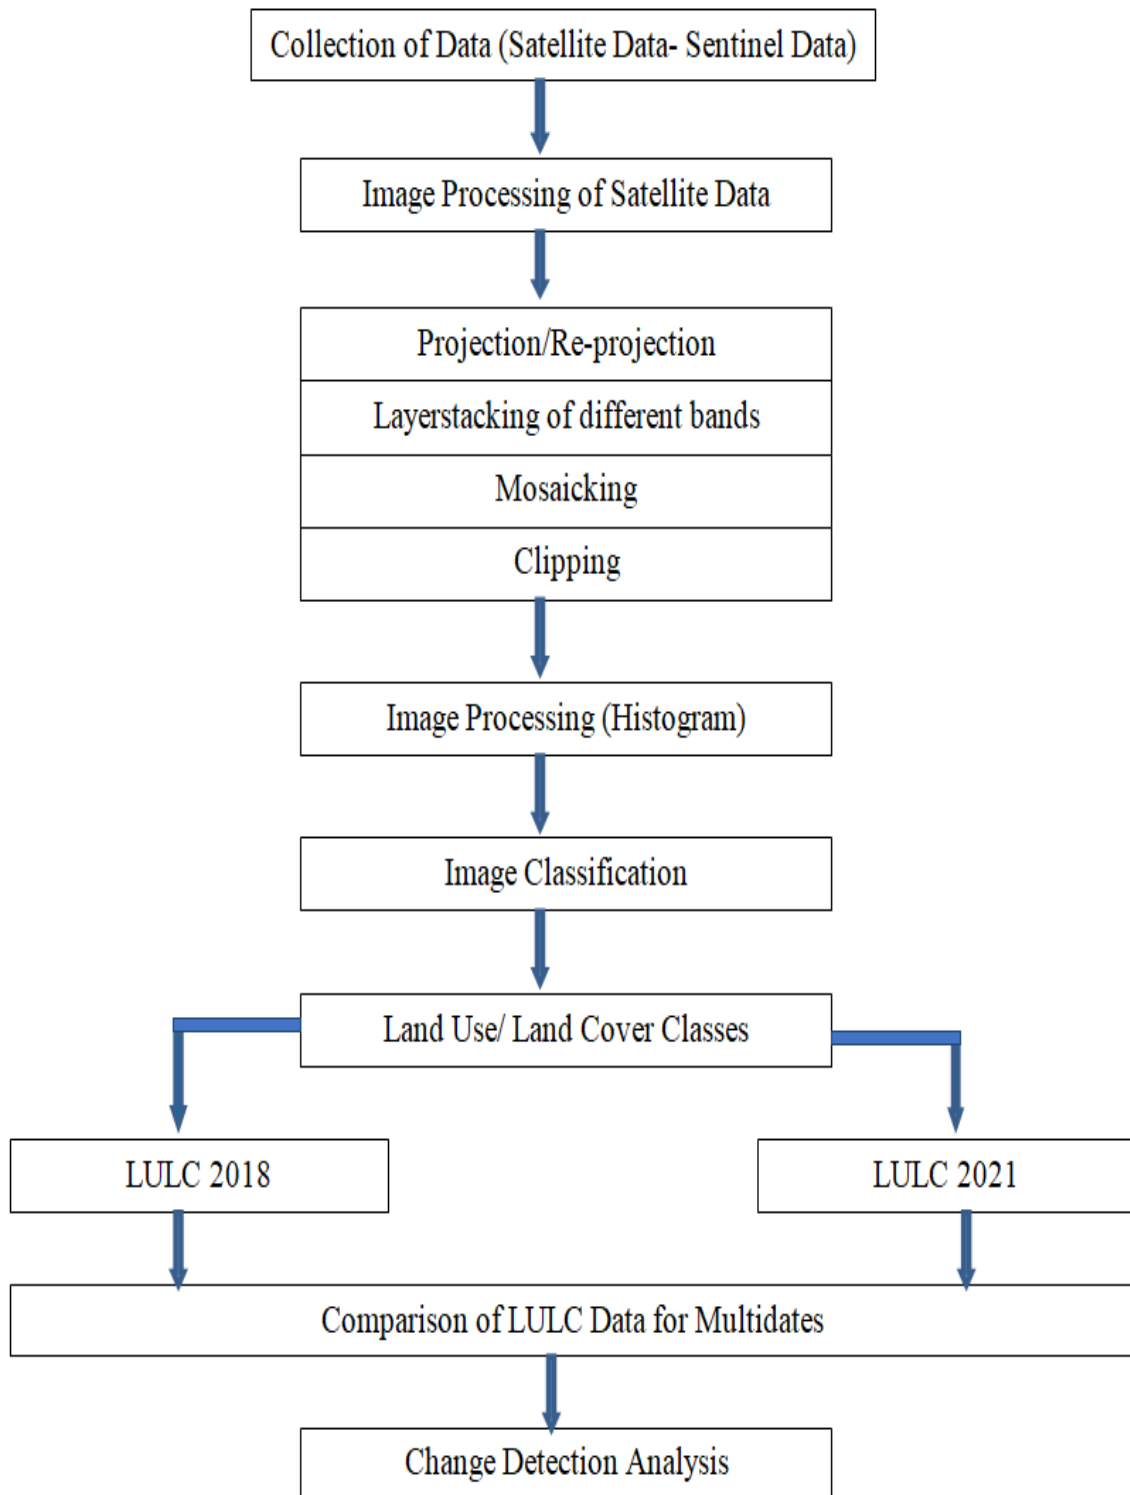 Collection of Data (Satellite Data- Sentinel Data)
Image Processing of Satellite Data
Projection/Re-projection
Layerstacking of different bands
Mosaicking
Clipping
Image Processing (Histogram)
Image Classification
Land Use/ Land Cover Classes
LULC 2018
LULC 2021
Comparison of LULC Data for Multidates
Change Detection Analysis